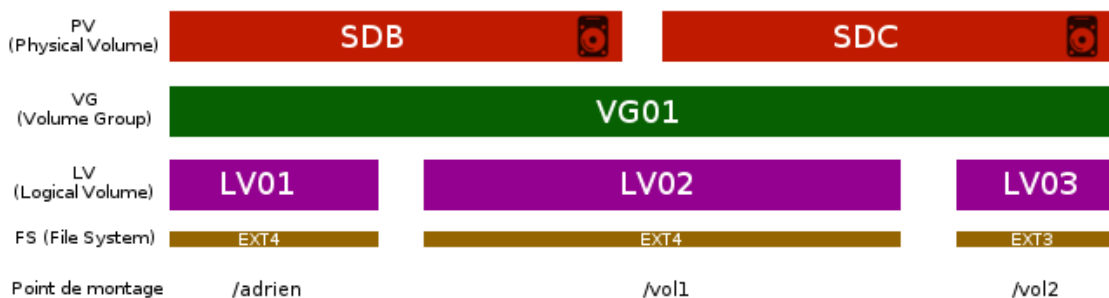 PV
(Physical Volume)
SDB
SDC
VG
(Volume Group)
VG01
LV
(Logical Volume)
LV01
LV02
LV03
FS (File System)
EXT4
EXT4
EXT3
Point de montage
/adrien
/vol1
/vol2